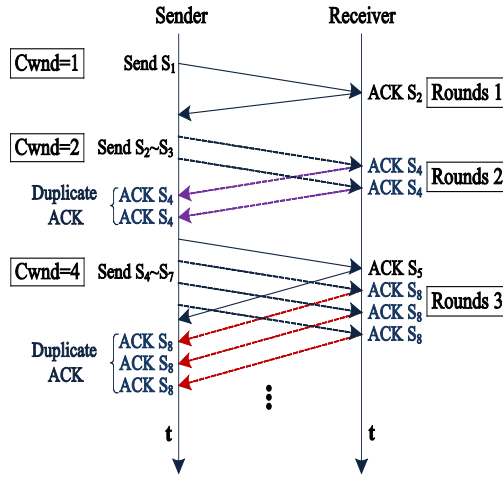 Sender Receiver
Cwnd=1 Send S1
ACK S2 Rounds 1
Cwnd=2 Send S2~S3
ACK S4
ACK S4
Rounds 2
Duplicate
ACK
ACK S4
ACK S4
Cwnd=4 Send S4~S7
ACK S5
ACK S8
ACK S8
ACK S8
Rounds 3
Duplicate
ACK
ACK S8
ACK S8
ACK S8
t t